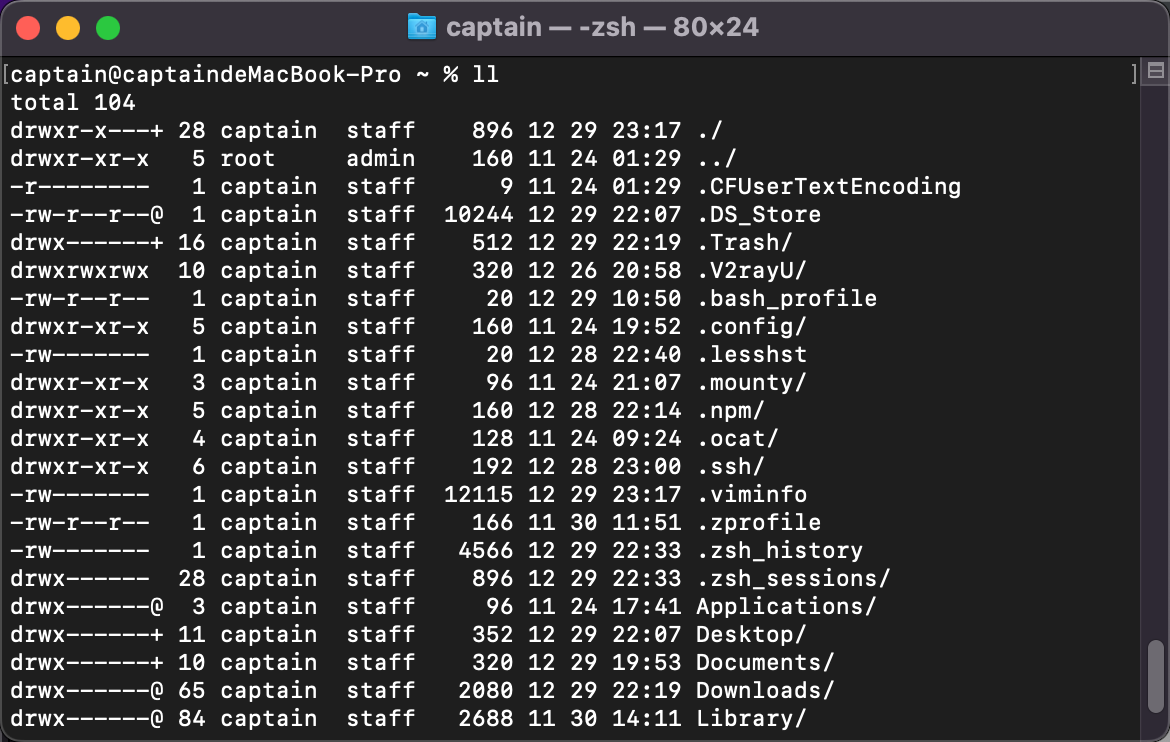 captain — -zsh — 80×24
[captain@captaindeMacBook-Pro ~ % ll ]
total 104
drwxr-x---+ 28 captain  staff    896 12 29 23:17 ./
drwxr-xr-x   5 root     admin    160 11 24 01:29 ../
-r--------   1 captain  staff      9 11 24 01:29 .CFUserTextEncoding
-rw-r--r--@  1 captain  staff  10244 12 29 22:07 .DS_Store
drwx------+ 16 captain  staff    512 12 29 22:19 .Trash/
drwxrwxrwx  10 captain  staff    320 12 26 20:58 .V2rayU/
-rw-r--r--   1 captain  staff     20 12 29 10:50 .bash_profile
drwxr-xr-x   5 captain  staff    160 11 24 19:52 .config/
-rw-------   1 captain  staff     20 12 28 22:40 .lesshst
drwxr-xr-x   3 captain  staff     96 11 24 21:07 .mounty/
drwxr-xr-x   5 captain  staff    160 12 28 22:14 .npm/
drwxr-xr-x   4 captain  staff    128 11 24 09:24 .ocat/
drwxr-xr-x   6 captain  staff    192 12 28 23:00 .ssh/
-rw-------   1 captain  staff  12115 12 29 23:17 .viminfo
-rw-r--r--   1 captain  staff    166 11 30 11:51 .zprofile
-rw-------   1 captain  staff   4566 12 29 22:33 .zsh_history
drwx------  28 captain  staff    896 12 29 22:33 .zsh_sessions/
drwx------@  3 captain  staff     96 11 24 17:41 Applications/
drwx------+ 11 captain  staff    352 12 29 22:07 Desktop/
drwx------+ 10 captain  staff    320 12 29 19:53 Documents/
drwx------@ 65 captain  staff   2080 12 29 22:19 Downloads/
drwx------@ 84 captain  staff   2688 11 30 14:11 Library/